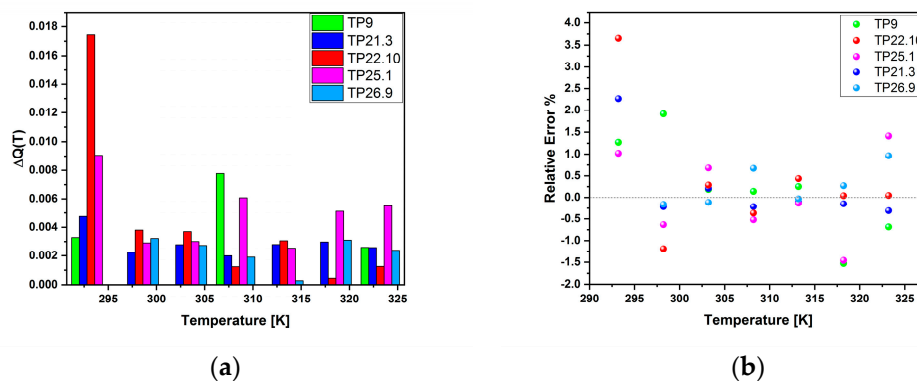 0.018
0.016
0.014
0.012
0.010
0.008
0.006
0.004
0.002
0.000
ΔQ(T)
TP9
TP21.3
TP22.10
TP25.1
TP26.9
295 300 305 310 315 320 325
Temperature [K]
(a)
4.0
3.5
3.0
2.5
2.0
1.5
1.0
0.5
0.0
-0.5
-1.0
-1.5
-2.0
Relative Error %
TP9
TP22.10
TP25.1
TP21.3
TP26.9
290 295 300 305 310 315 320 325
Temperature [K]
(b)